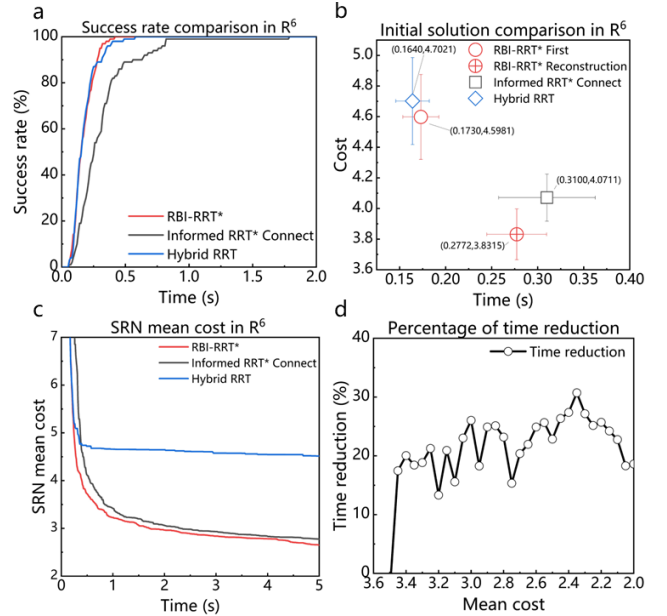 a
Success rate comparison in R⁶
100
80
60
40
20
0
Success rate (%)
RBI-RRT*
Informed RRT* Connect
Hybrid RRT
0.0
0.5
1.0
1.5
2.0
Time (s)
b
Initial solution comparison in R⁶
5.0
4.8
4.6
4.4
4.2
4.0
3.8
3.6
Cost
RBI-RRT* First
RBI-RRT* Reconstruction
Informed RRT* Connect
Hybrid RRT
(0.1640,4.7021)
(0.1730,4.5981)
(0.3100,4.0711)
(0.2772,3.8315)
0.15
0.20
0.25
0.30
0.35
0.40
Time (s)
c
SRN mean cost in R⁶
7
6
5
4
3
2
SRN mean cost
RBI-RRT*
Informed RRT* Connect
Hybrid RRT
0
1
2
3
4
5
Time (s)
d
Percentage of time reduction
40
30
20
10
0
Time reduction (%)
Time reduction
3.6
3.4
3.2
3.0
2.8
2.6
2.4
2.2
2.0
Mean cost